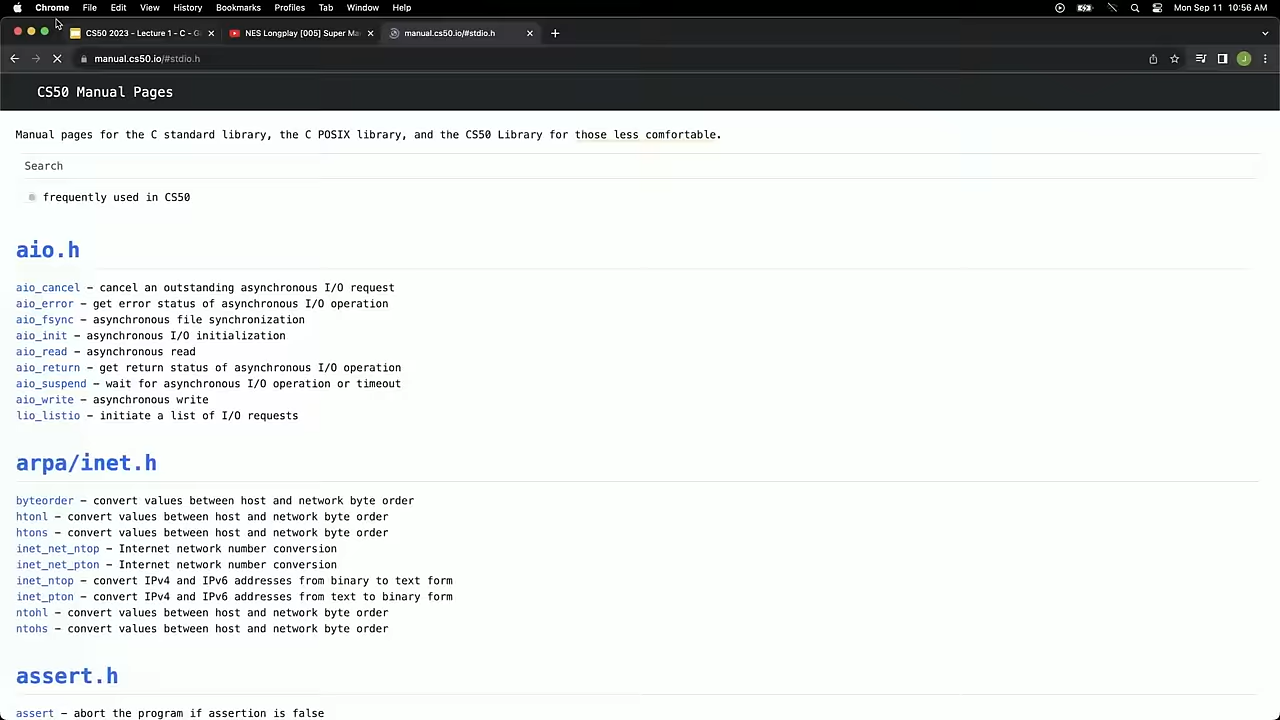 Chrome File Edit View History Bookmarks Profiles Tab Window Help Mon Sep 11 10:56 AM
CS50 2023 - Lecture 1 - C - G NES Longplay [005] Super Ma manual.cs50.io/#stdio.h
manual.cs50.io/#stdio.h J
CS50 Manual Pages
Manual pages for the C standard library, the C POSIX library, and the CS50 Library for those less comfortable.
Search
frequently used in CS50
aio.h
aio_cancel - cancel an outstanding asynchronous I/O request
aio_error - get error status of asynchronous I/O operation
aio_fsync - asynchronous file synchronization
aio_init - asynchronous I/O initialization
aio_read - asynchronous read
aio_return - get return status of asynchronous I/O operation
aio_suspend - wait for asynchronous I/O operation or timeout
aio_write - asynchronous write
lio_listio - initiate a list of I/O requests
arpa/inet.h
byteorder - convert values between host and network byte order
htonl - convert values between host and network byte order
htons - convert values between host and network byte order
inet_net_ntop - Internet network number conversion
inet_net_pton - Internet network number conversion
inet_ntop - convert IPv4 and IPv6 addresses from binary to text form
inet_pton - convert IPv4 and IPv6 addresses from text to binary form
ntohl - convert values between host and network byte order
ntohs - convert values between host and network byte order
assert.h
assert - abort the program if assertion is false